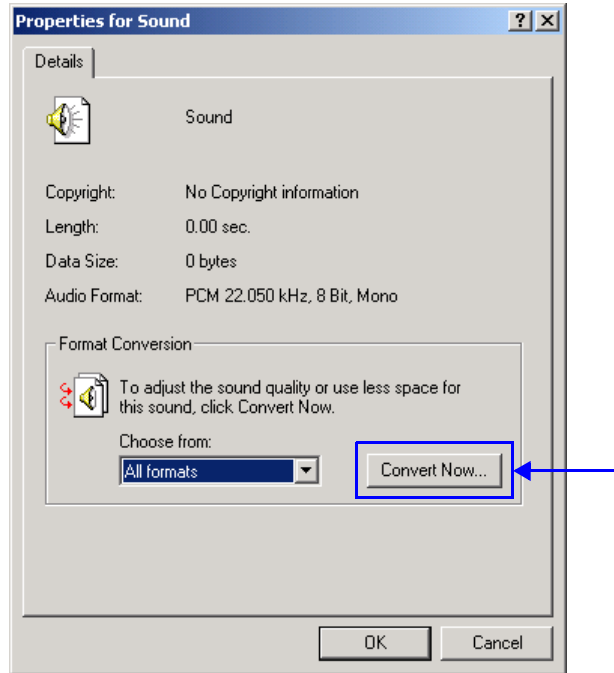 Properties for Sound
Details
Sound
Copyright: No Copyright information
Length: 0.00 sec.
Data Size: 0 bytes
Audio Format: PCM 22.050 kHz, 8 Bit, Mono
Format Conversion
To adjust the sound quality or use less space for
this sound, click Convert Now.
Choose from:
All formats
Convert Now...
OK Cancel